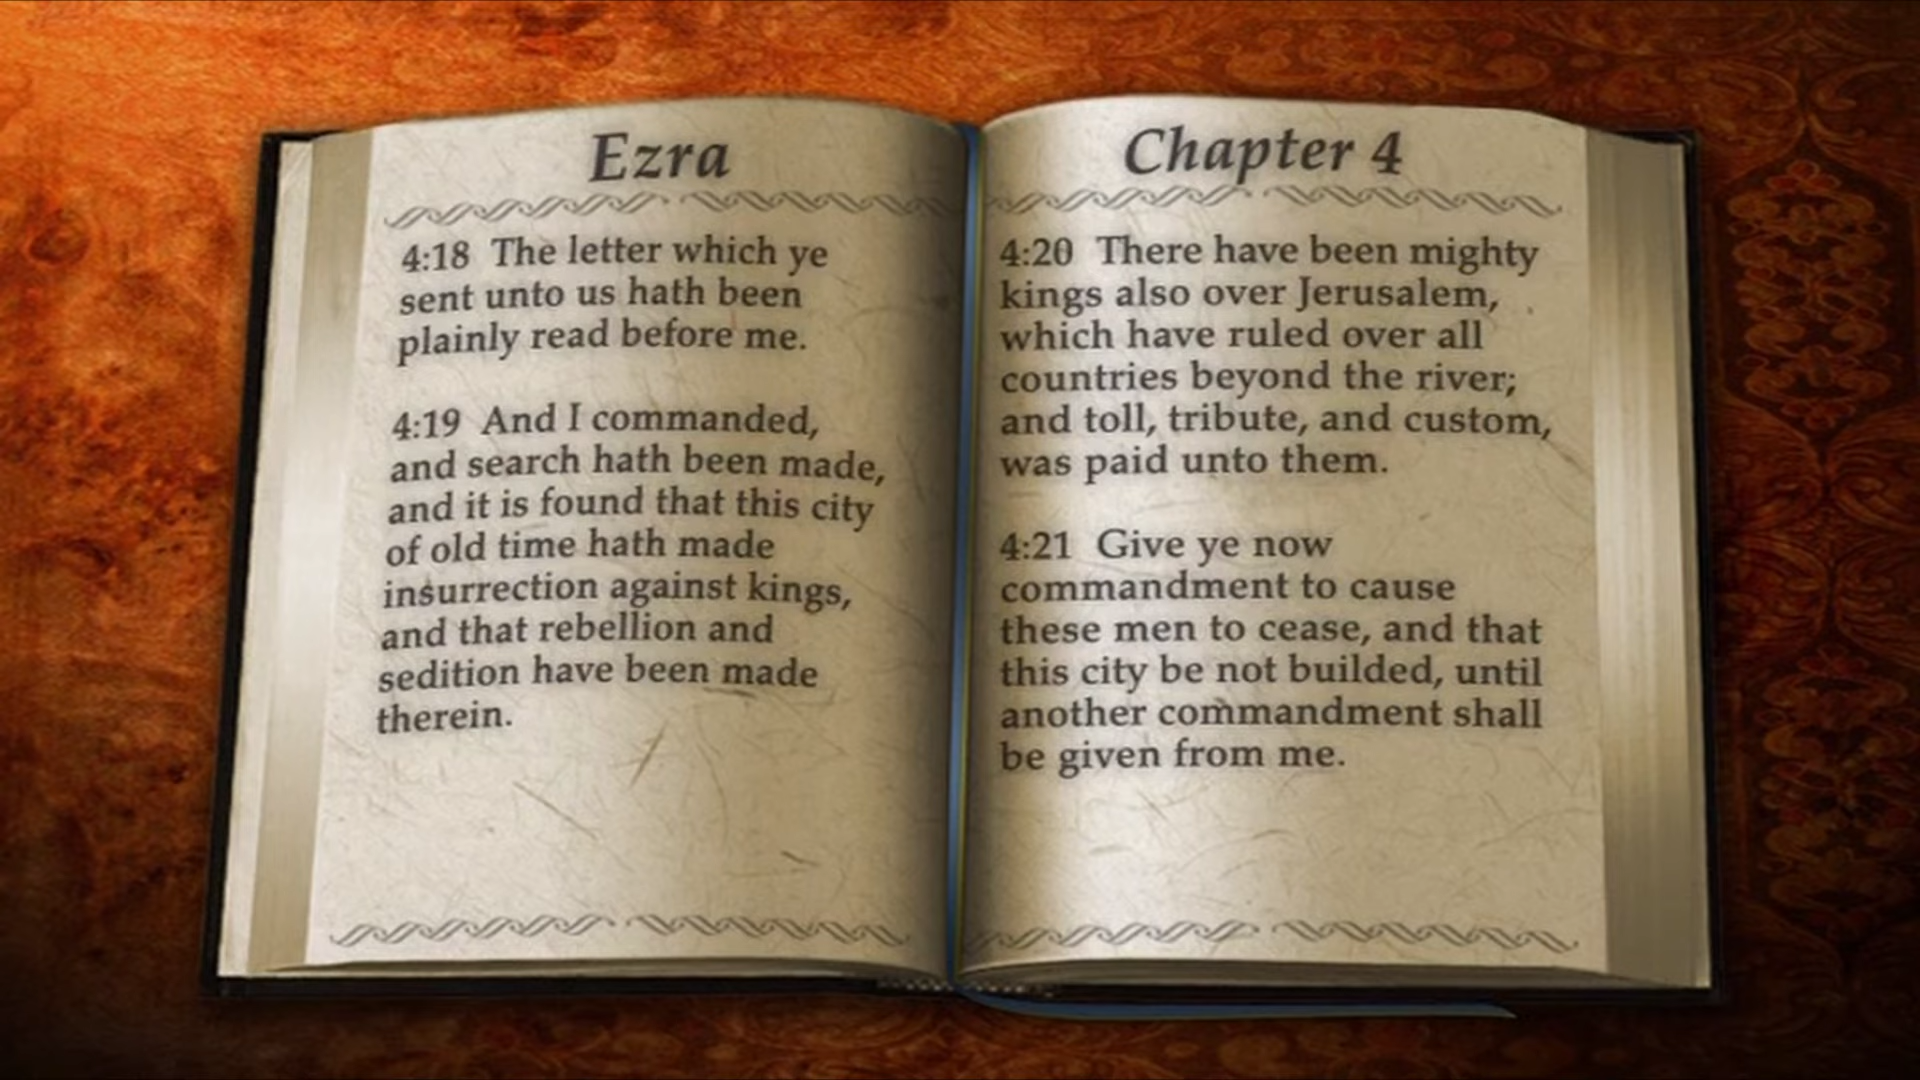 Ezra
4:18 The letter which ye
sent unto us hath been
plainly read before me.
4:19 And I commanded,
and search hath been made,
and it is found that this city
of old time hath made
insurrection against kings,
and that rebellion and
sedition have been made
therein.
Chapter 4
4:20 There have been mighty
kings also over Jerusalem,
which have ruled over all
countries beyond the river;
and toll, tribute, and custom,
was paid unto them.
4:21 Give ye now
commandment to cause
these men to cease, and that
this city be not builded, until
another commandment shall
be given from me.